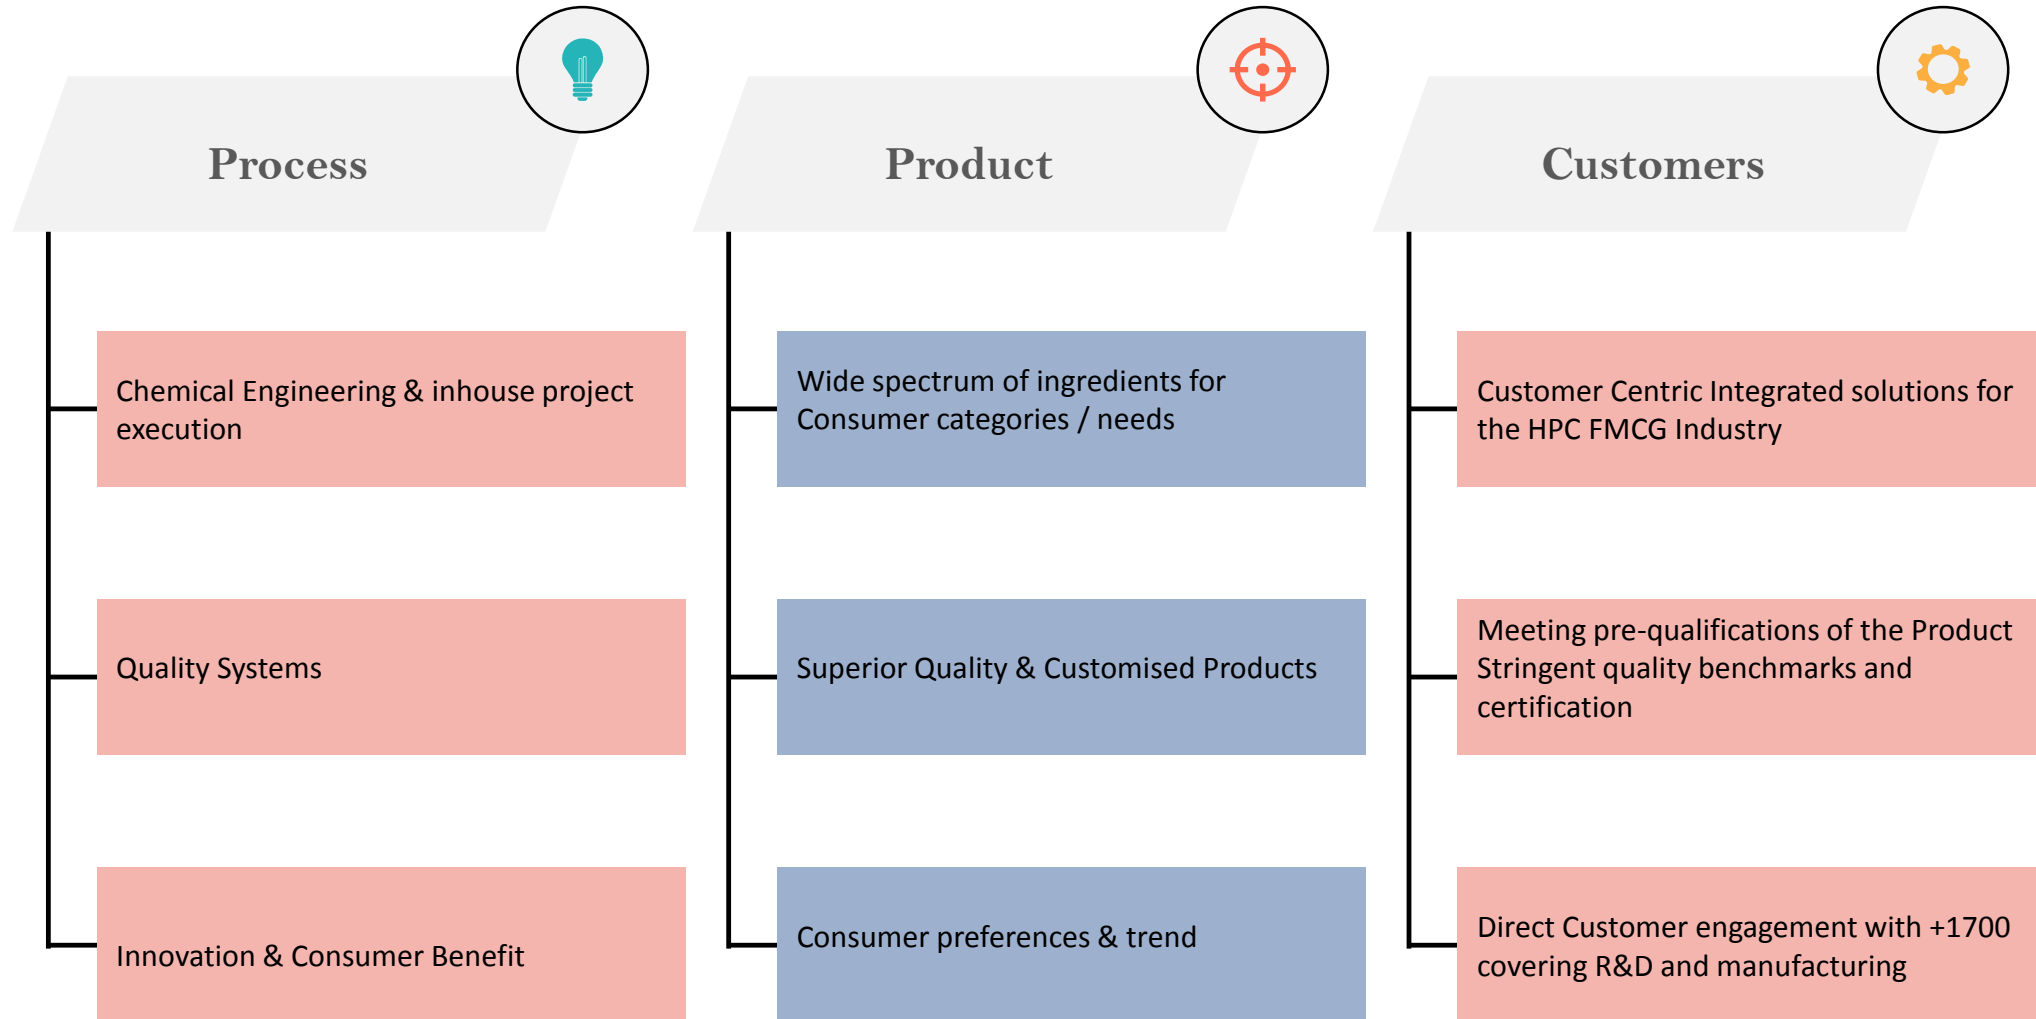 Process
Chemical Engineering & inhouse project
execution
Quality Systems
Innovation & Consumer Benefit
Product
Wide spectrum of ingredients for
Consumer categories / needs
Superior Quality & Customised Products
Consumer preferences & trend
Customers
Customer Centric Integrated solutions for
the HPC FMCG Industry
Meeting pre-qualifications of the Product
Stringent quality benchmarks and
certification
Direct Customer engagement with +1700
covering R&D and manufacturing